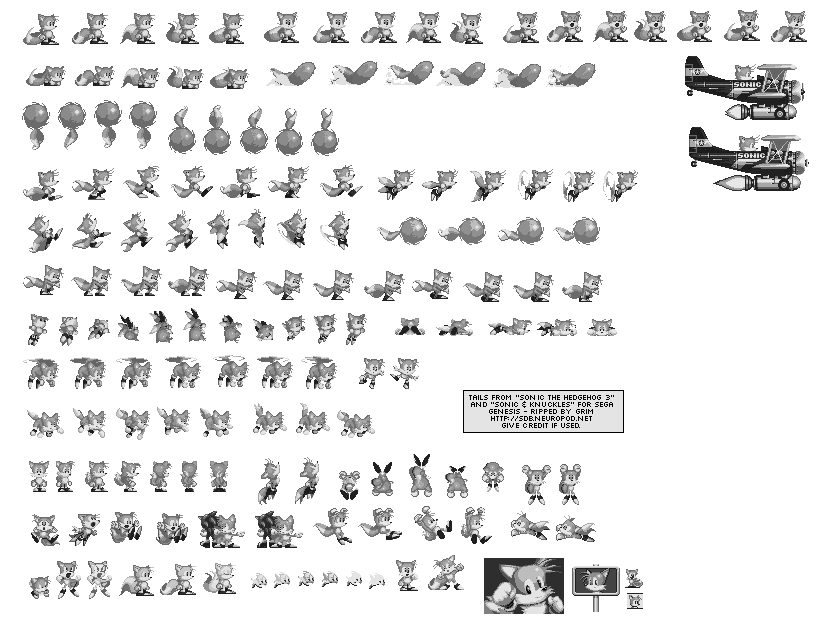 SONIC
SONIC
TAILS FROM "SONIC THE HEDGEHOG 3"
AND "SONIC & KNUCKLES" FOR SEGA
GENESIS - RIPPED BY GRIM
HTTP://SDB.NEUROPOD.NET
GIVE CREDIT IF USED.